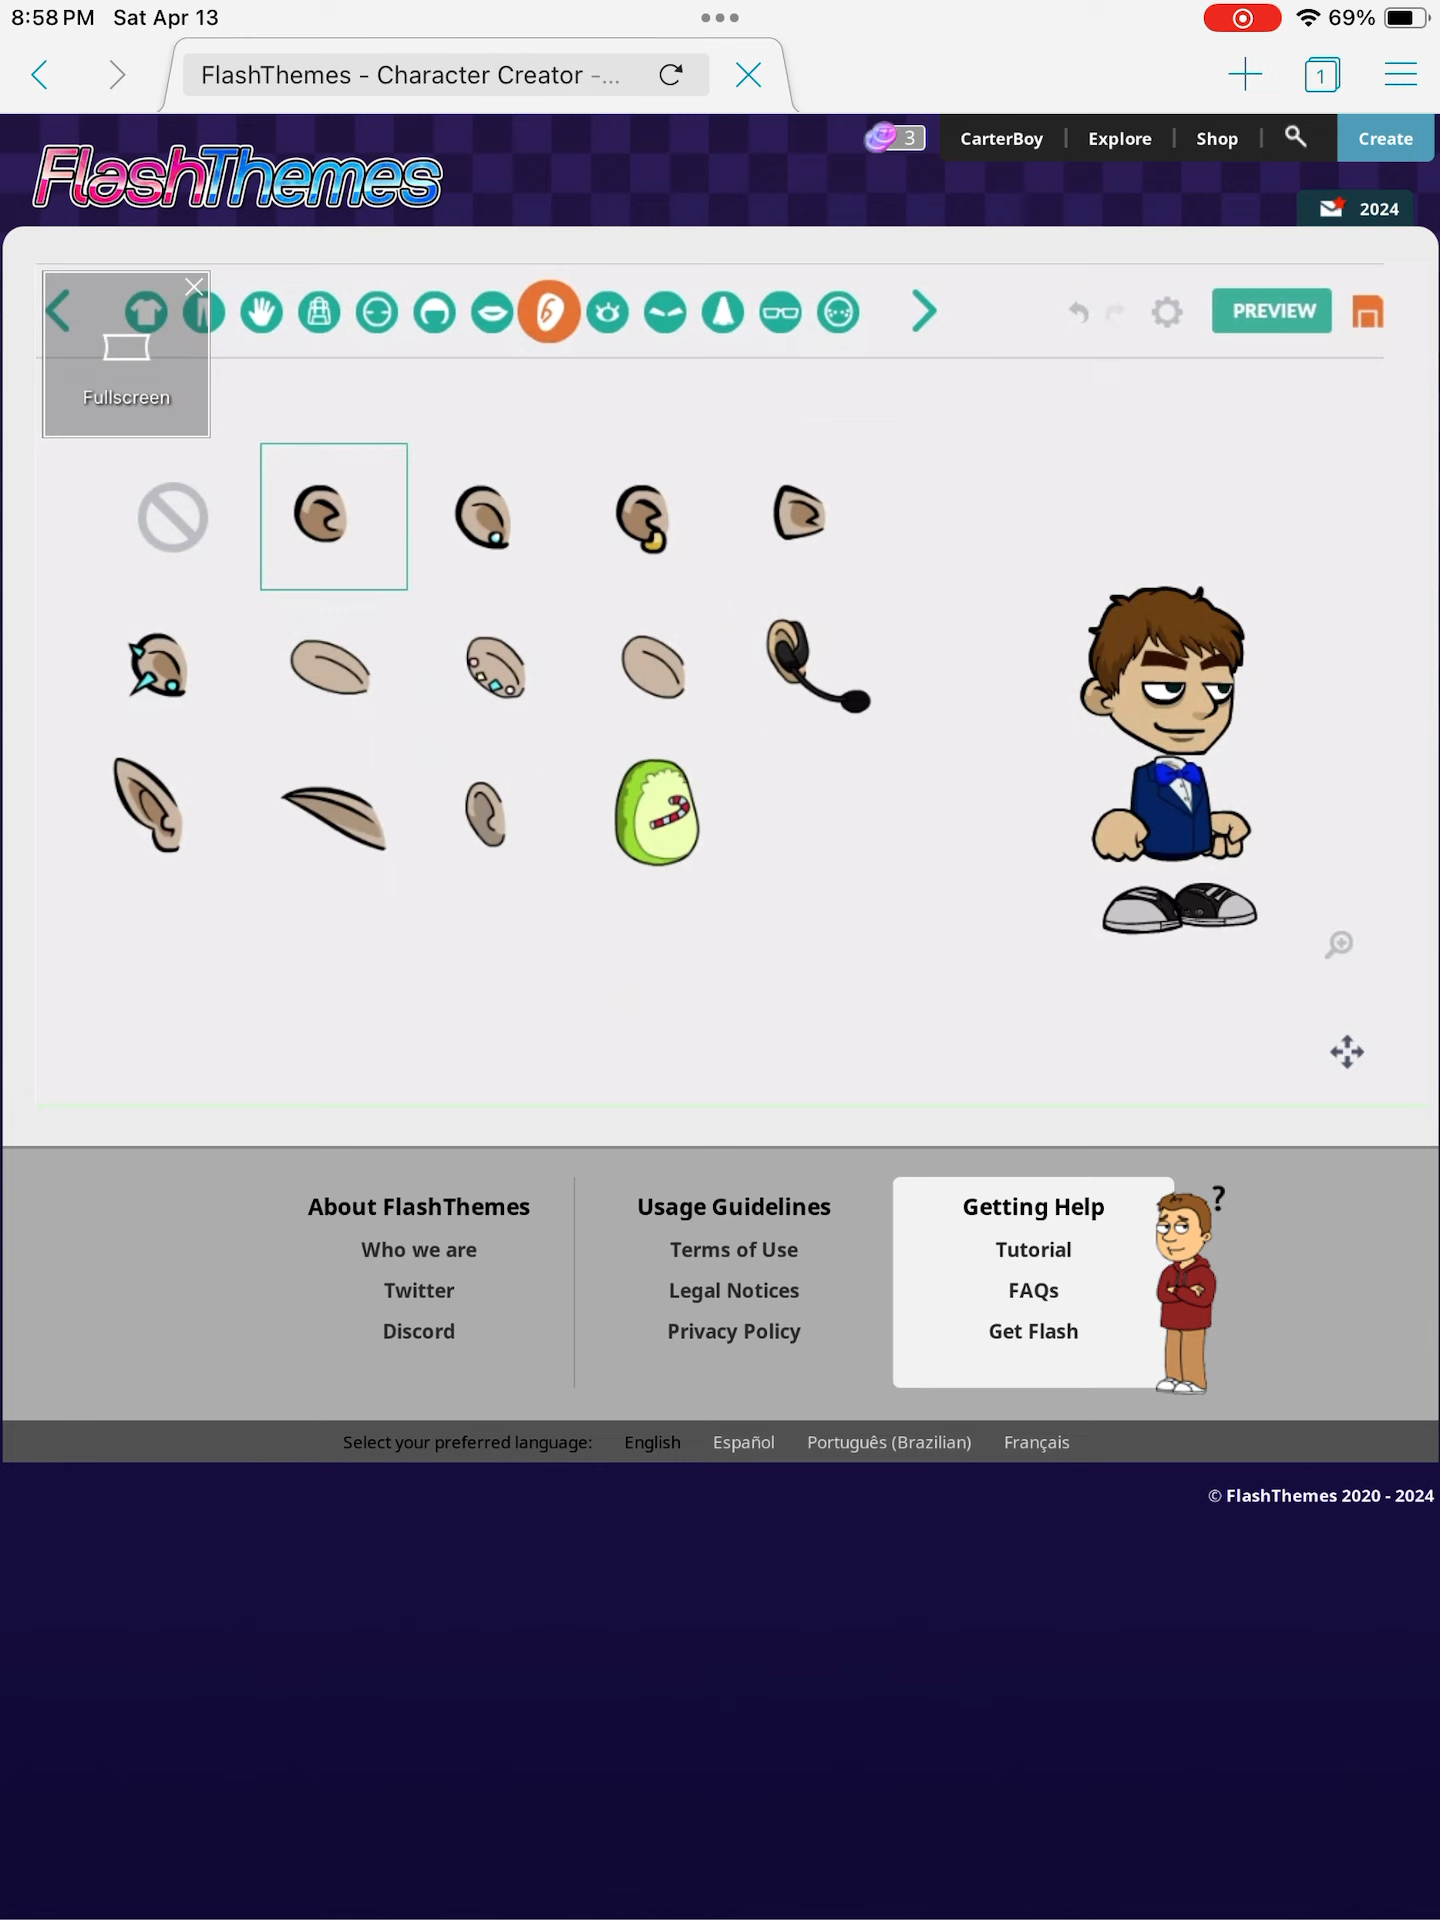 8:58 PM Sat Apr 13
69%
FlashThemes - Character Creator -...
1
FlashThemes
3
CarterBoy
Explore
Shop
Create
2024
PREVIEW
Fullscreen
About FlashThemes
Who we are
Twitter
Discord
Usage Guidelines
Terms of Use
Legal Notices
Privacy Policy
Getting Help
Tutorial
FAQs
Get Flash
?
Select your preferred language: English Español Português (Brazilian) Français
© FlashThemes 2020 - 2024